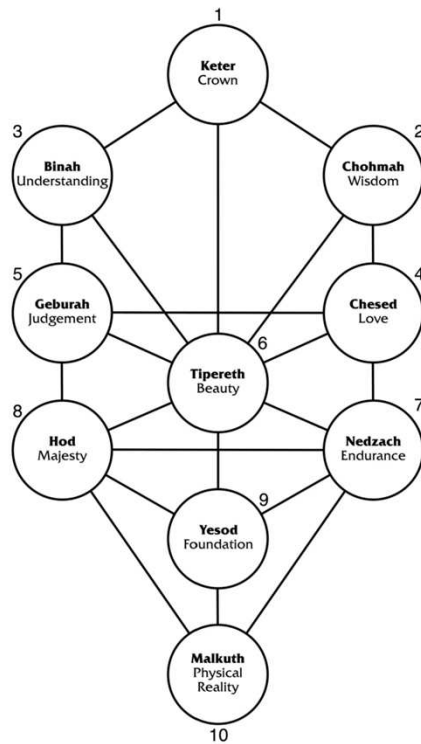 1
Keter
Crown
3
Binah
Understanding
2
Chohmah
Wisdom
5
Geburah
Judgement
4
Chesed
Love
6
Tipereth
Beauty
8
Hod
Majesty
7
Nedzach
Endurance
9
Yesod
Foundation
Malkuth
Physical
Reality
10